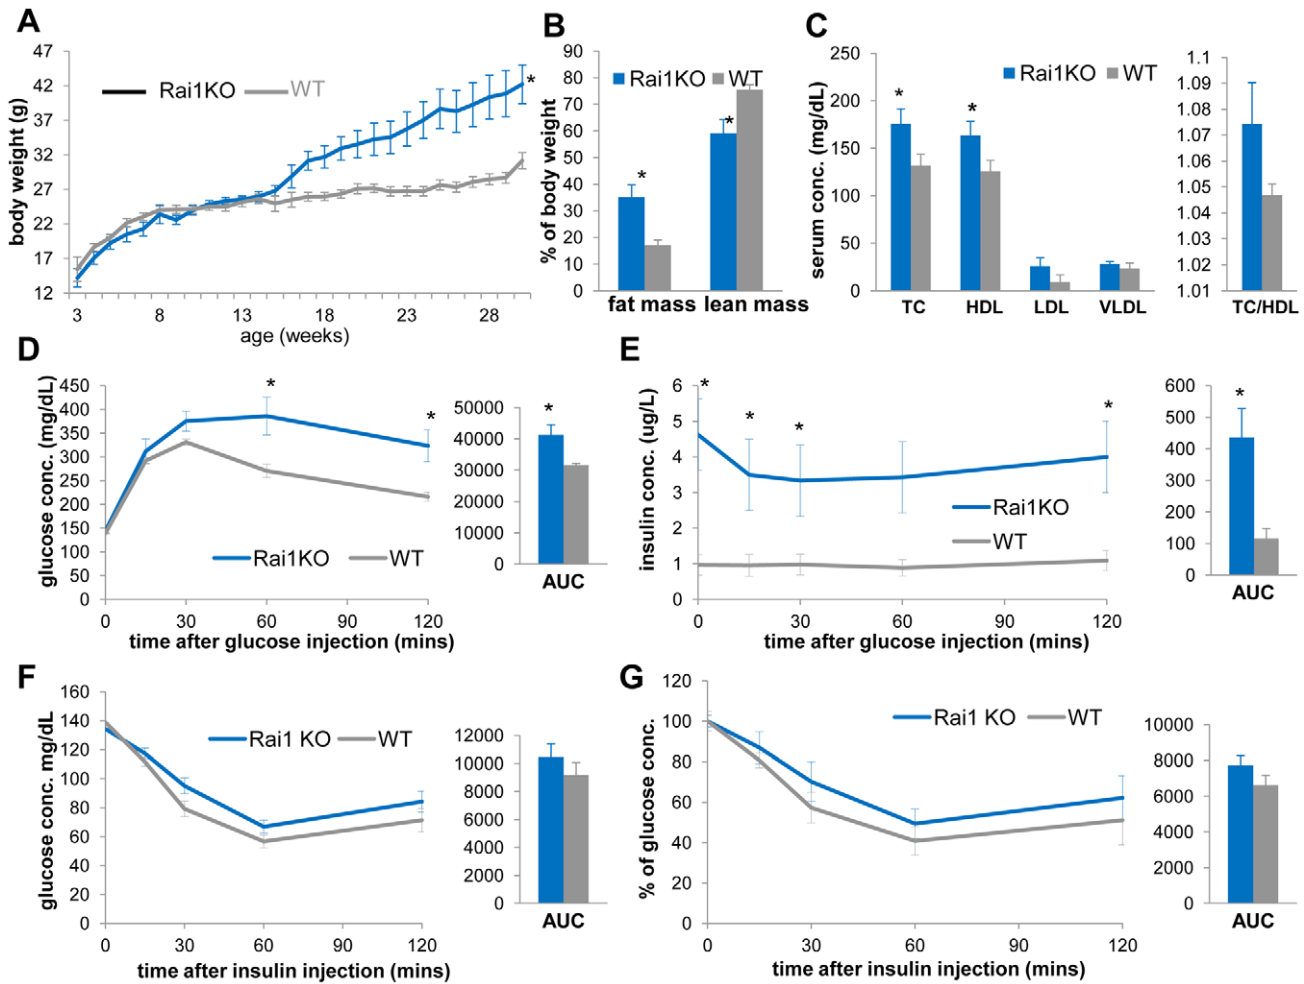 A
47
42
37
32
27
22
17
12
body weight (g)
Rai1KO WT
*
3 8 13 18 23 28
age (weeks)
B
90
80
70
60
50
40
30
20
10
0
% of body weight
Rai1KO WT
*
*
fat mass lean mass
C
250
200
150
100
50
0
serum conc. (mg/dL)
Rai1KO WT
*
*
TC HDL LDL VLDL
1.1
1.09
1.08
1.07
1.06
1.05
1.04
1.03
1.02
1.01
TC/HDL
D
450
400
350
300
250
200
150
100
50
0
glucose conc. (mg/dL)
*
*
Rai1KO WT
0 30 60 90 120
time after glucose injection (mins)
50000
40000
30000
20000
10000
0
*
AUC
E
6
5
4
3
2
1
0
insulin conc. (ug/L)
*
*
*
*
Rai1KO
WT
0 30 60 90 120
time after glucose injection (mins)
600
500
400
300
200
100
0
*
AUC
F
160
140
120
100
80
60
40
20
0
glucose conc. mg/dL
Rai1 KO WT
0 30 60 90 120
time after insulin injection (mins)
12000
10000
8000
6000
4000
2000
0
AUC
G
120
100
80
60
40
20
0
% of glucose conc.
Rai1 KO WT
0 30 60 90 120
time after insulin injection (mins)
10000
8000
6000
4000
2000
0
AUC